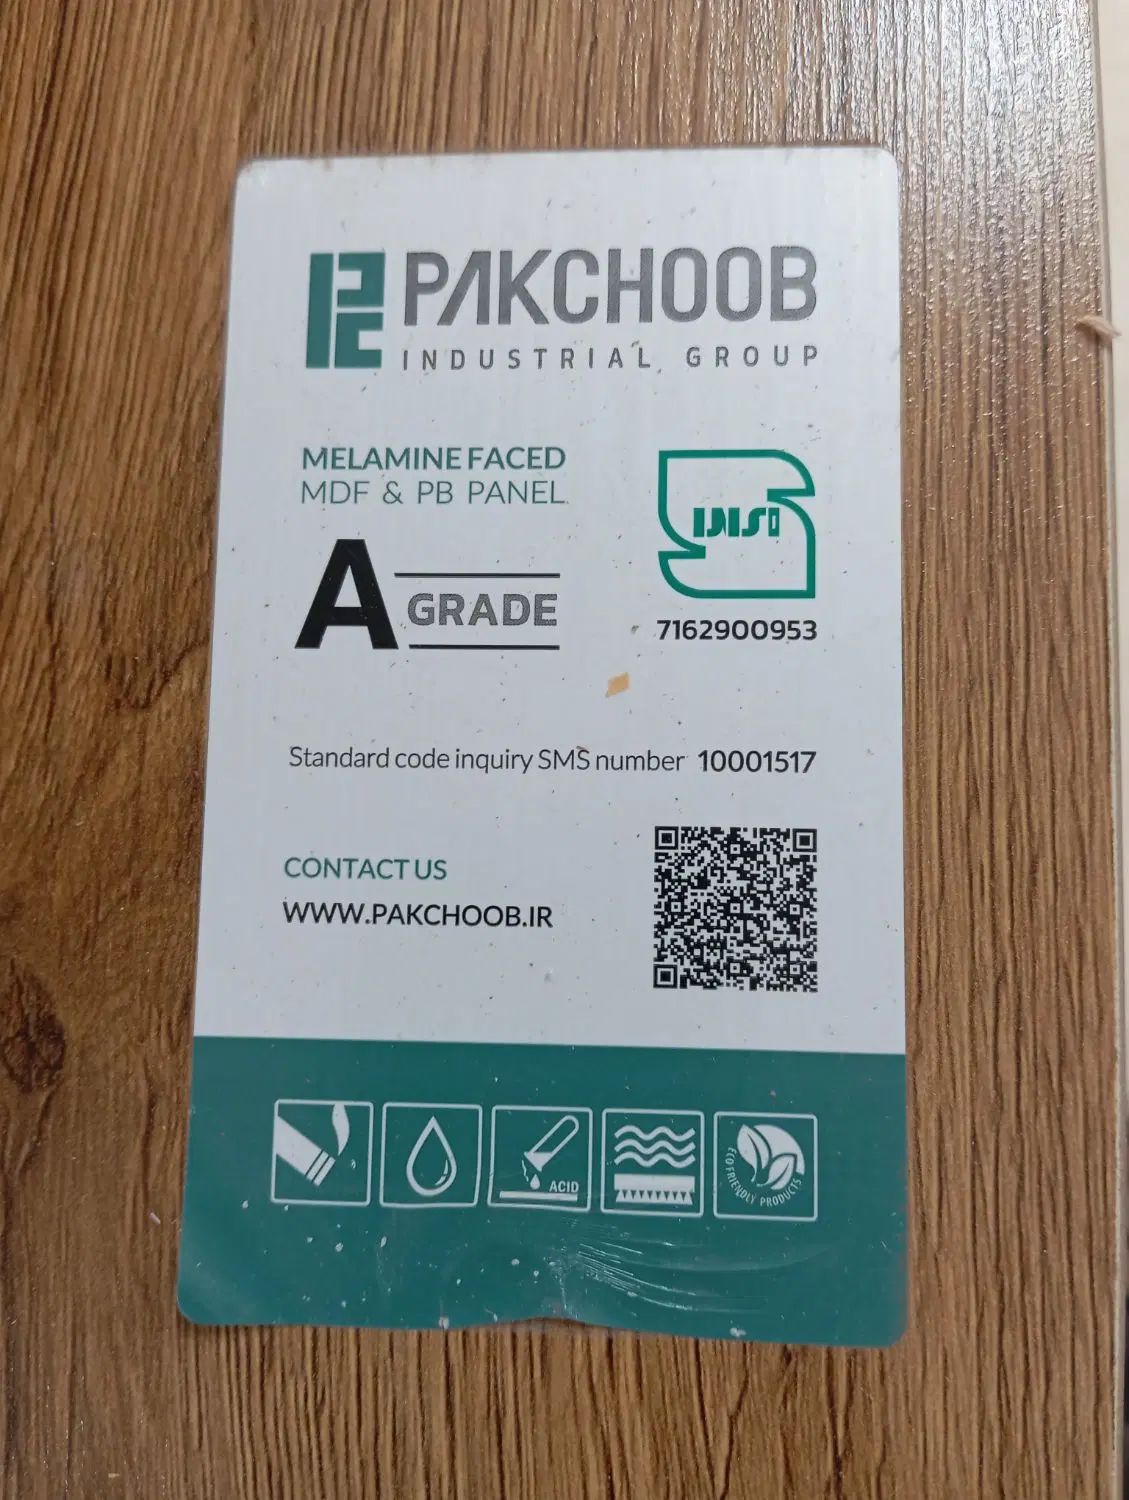 PAKCHOOB
INDUSTRIAL GROUP
MELAMINE FACED
MDF & PB PANEL
A GRADE
7162900953
Standard code inquiry SMS number 10001517
CONTACT US
WWW.PAKCHOOB.IR
ACID
ECO FRIENDLY PRODUCTS